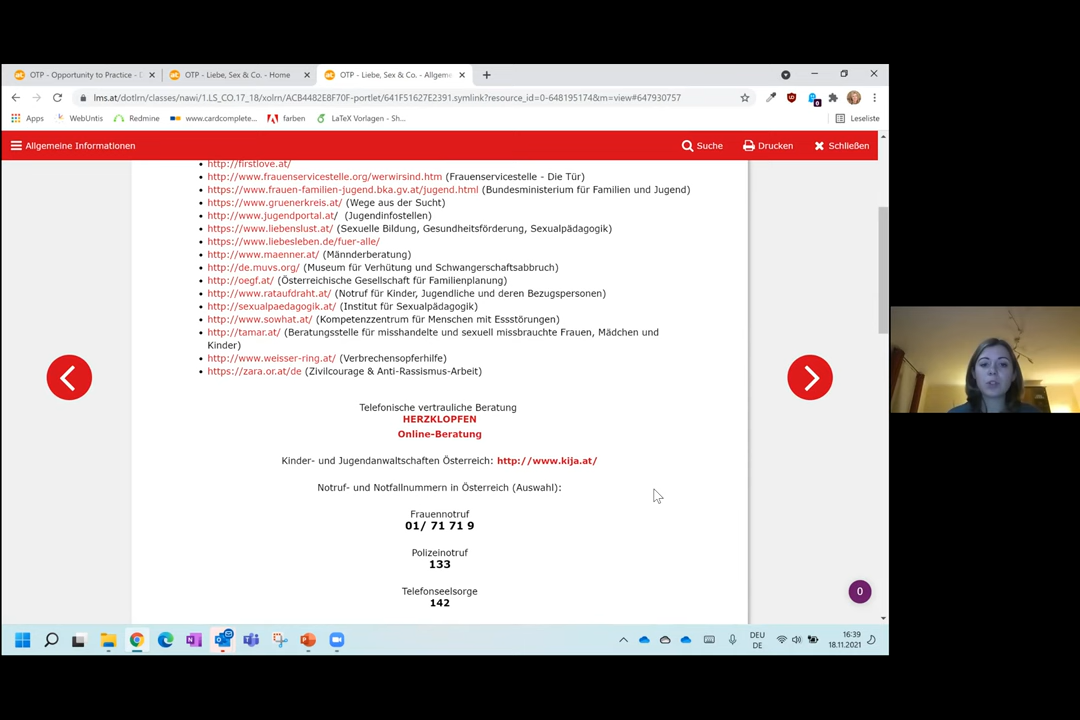 OTP - Opportunity to Practice -
OTP - Liebe, Sex & Co. - Home
OTP - Liebe, Sex & Co. - Allgem
lms.at/dotlrn/classes/nawi/1.LS_CO.17_18/xolrn/ACB4482E8F70F-portlet/641F51627E2391.symlink?resource_id=0-648195174&m=view#647930757
Apps
WebUntis
Redmine
www.cardcomplete...
farben
LaTeX Vorlagen - Sh...
Leseliste
Allgemeine Informationen
Suche
Drucken
Schließen
http://firstlove.at/
http://www.frauenservicestelle.org/werwirsind.htm (Frauenservicestelle - Die Tür)
https://www.frauen-familien-jugend.bka.gv.at/jugend.html (Bundesministerium für Familien und Jugend)
https://www.gruenerkreis.at/ (Wege aus der Sucht)
http://www.jugendportal.at/ (Jugendinfostellen)
https://www.liebenslust.at/ (Sexuelle Bildung, Gesundheitsförderung, Sexualpädagogik)
https://www.liebesleben.de/fuer-alle/
http://www.maenner.at/ (Männderberatung)
http://de.muvs.org/ (Museum für Verhütung und Schwangerschaftsabbruch)
http://oegf.at/ (Österreichische Gesellschaft für Familienplanung)
http://www.rataufdraht.at/ (Notruf für Kinder, Jugendliche und deren Bezugspersonen)
http://sexualpaedagogik.at/ (Institut für Sexualpädagogik)
http://www.sowhat.at/ (Kompetenzzentrum für Menschen mit Essstörungen)
http://tamar.at/ (Beratungsstelle für misshandelte und sexuell missbrauchte Frauen, Mädchen und
Kinder)
http://www.weisser-ring.at/ (Verbrechensopferhilfe)
https://zara.or.at/de (Zivilcourage & Anti-Rassismus-Arbeit)
Telefonische vertrauliche Beratung
HERZKLOPFEN
Online-Beratung
Kinder- und Jugendanwaltschaften Österreich: http://www.kija.at/
Notruf- und Notfallnummern in Österreich (Auswahl):
Frauennotruf
01/ 71 71 9
Polizeinotruf
133
Telefonseelsorge
142
0
DEU
DE
16:39
18.11.2021